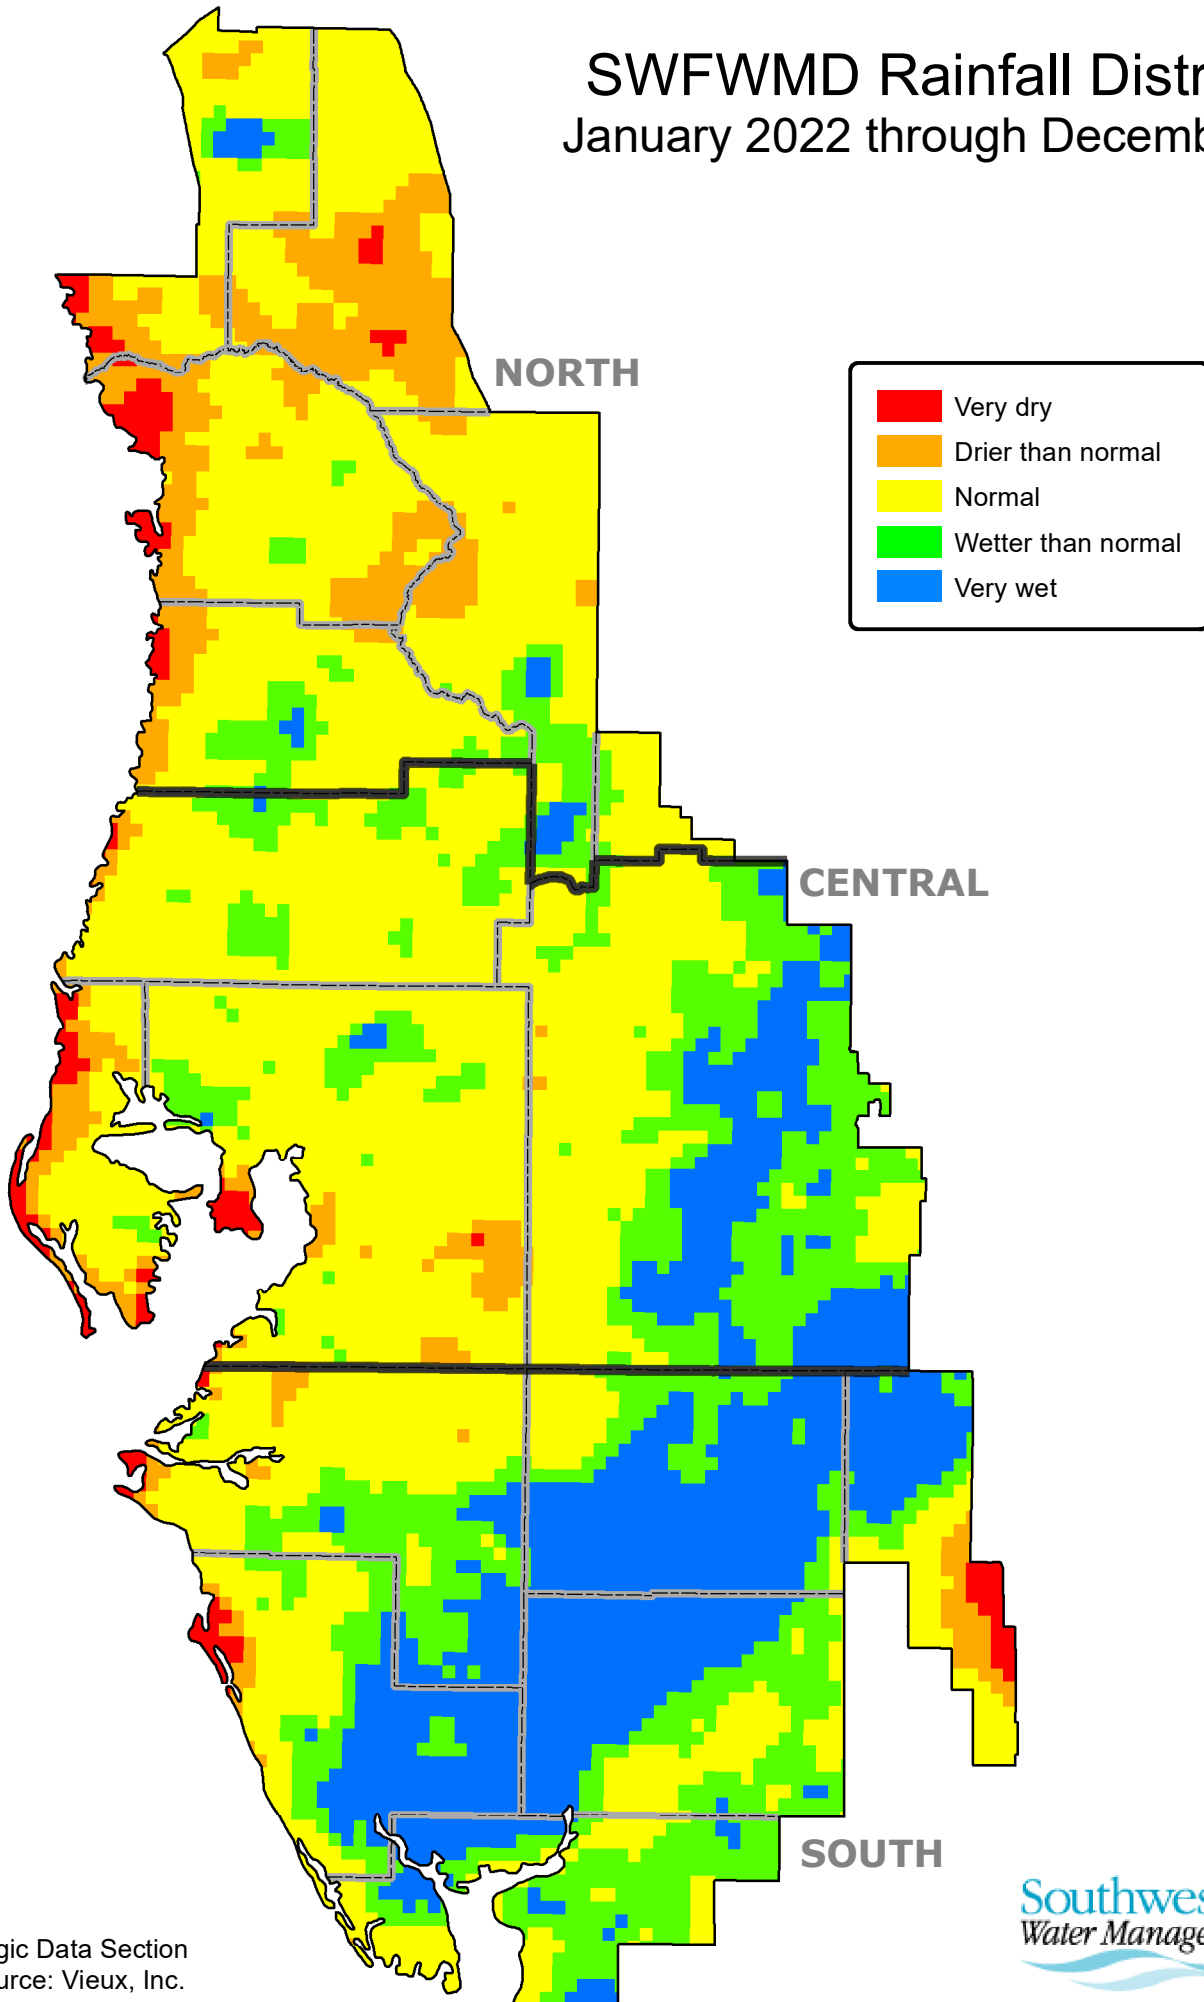 SWFWMD Rainfall Distr
January 2022 through Decemb
NORTH
Very dry
Drier than normal
Normal
Wetter than normal
Very wet
CENTRAL
SOUTH
Southwes
Water Manage
gic Data Section
urce: Vieux, Inc.